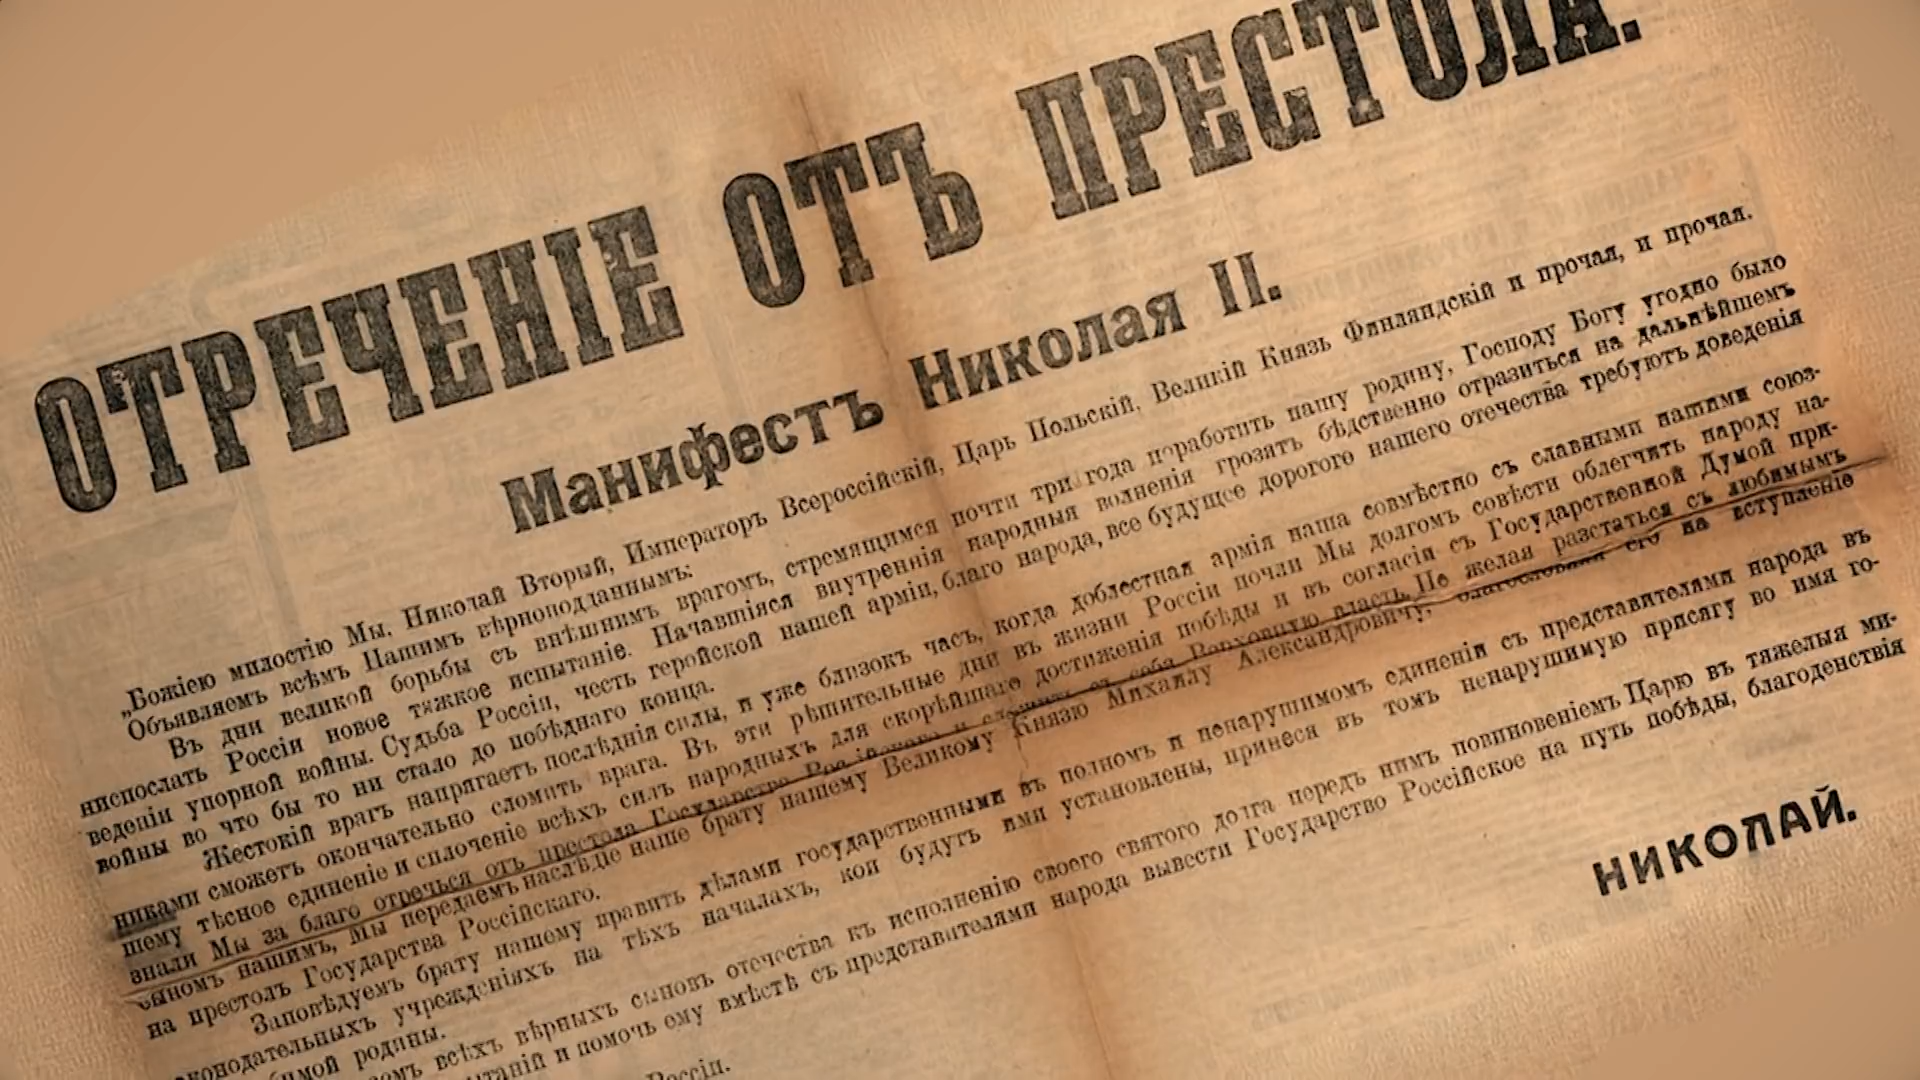 ОТРЕЧЕНІЕ ОТЪ ПРЕСТОЛА.
Манифестъ Николая II.
„Божіею милостію Мы, Николай Вторый, Императоръ Всероссійскій, Царь Польскій, Великій Князь Финляндскій и прочая, и прочая.
Объявляемъ всѣмъ Нашимъ вѣрноподданнымъ:
Въ дни великой борьбы съ внѣшнимъ врагомъ, стремящимся почти три года поработить нашу родину, Господу Богу угодно было
ниспослать Россіи новое тяжкое испытаніе. Начавшіяся внутреннія народныя волненія грозятъ бѣдственно отразиться на дальнѣйшемъ
веденіи упорной войны. Судьба Россіи, честь геройской нашей арміи, благо народа, все будущее дорогого нашего отечества требуютъ доведенія
войны во что бы то ни стало до побѣднаго конца.
Жестокій врагъ напрягаетъ послѣднія силы, и уже близокъ часъ, когда доблестная армія наша совмѣстно съ славными нашими союз-
никами сможетъ окончательно сломить врага. Въ эти рѣшительные дни въ жизни Россіи почли Мы долгомъ совѣсти облегчить народу на-
шему тѣсное единеніе и сплоченіе всѣхъ силъ народныхъ для скорѣйшаго достиженія побѣды и въ согласіи съ Государственной Думой при-
знали Мы за благо отречься отъ престола Государства Россійскаго и сложить съ себя Верховную власть. Не желая разстаться съ любимымъ
сыномъ нашимъ, мы передаемъ наслѣдіе наше брату нашему Великому Князю Михаилу Александровичу, благословляя его на вступленіе
на престолъ Государства Россійскаго.
Заповѣдуемъ брату нашему править дѣлами государственными въ полномъ и ненарушимомъ единеніи съ представителями народа въ
конодательныхъ учрежденіяхъ на тѣхъ началахъ, кои будутъ ими установлены, принеся въ томъ ненарушимую присягу во имя го-
бимой родины.
всѣхъ вѣрныхъ сыновъ отечества къ исполненію своего святого долга передъ нимъ повиновеніемъ Царю въ тяжелыя ми-
таній и помочь ему вмѣстѣ съ представителями народа вывести Государство Россійское на путь побѣды, благоденствія
Россіи.
НИКОЛАЙ.